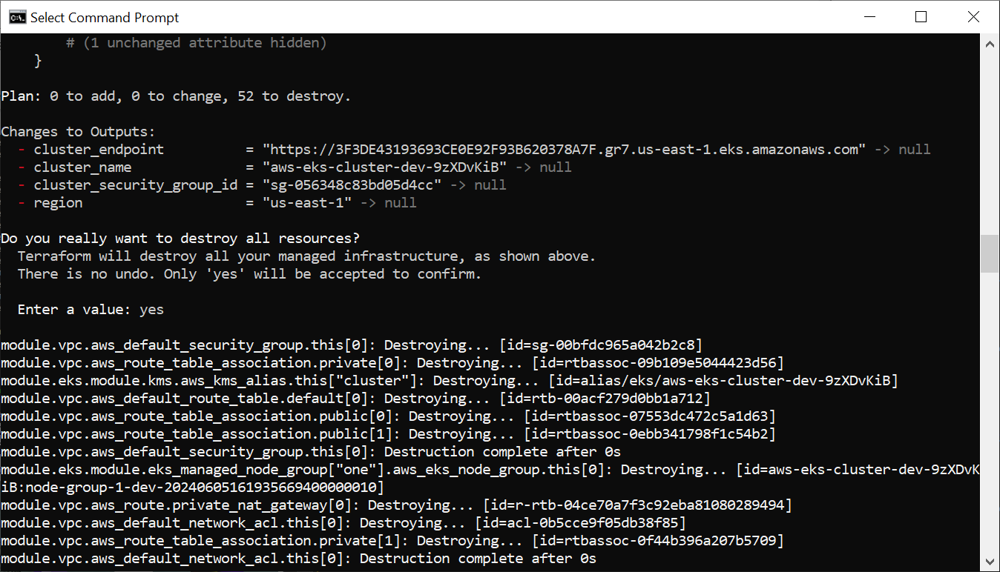 Select Command Prompt
# (1 unchanged attribute hidden)
}
Plan: 0 to add, 0 to change, 52 to destroy.
Changes to Outputs:
- cluster_endpoint = "https://3F3DE43193693CE0E92F93B620378A7F.gr7.us-east-1.eks.amazonaws.com" -> null
- cluster_name = "aws-eks-cluster-dev-9zXDvKiB" -> null
- cluster_security_group_id = "sg-056348c83bd05d4cc" -> null
- region = "us-east-1" -> null
Do you really want to destroy all resources?
Terraform will destroy all your managed infrastructure, as shown above.
There is no undo. Only 'yes' will be accepted to confirm.
Enter a value: yes
module.vpc.aws_default_security_group.this[0]: Destroying... [id=sg-00bfdc965a042b2c8]
module.vpc.aws_route_table_association.private[0]: Destroying... [id=rtbassoc-09b109e5044423d56]
module.eks.module.kms.aws_kms_alias.this["cluster"]: Destroying... [id=alias/eks/aws-eks-cluster-dev-9zXDvKiB]
module.vpc.aws_default_route_table.default[0]: Destroying... [id=rtb-00acf279d0bb1a712]
module.vpc.aws_route_table_association.public[0]: Destroying... [id=rtbassoc-07553dc472c5a1d63]
module.vpc.aws_route_table_association.public[1]: Destroying... [id=rtbassoc-0ebb341798f1c54b2]
module.vpc.aws_default_security_group.this[0]: Destruction complete after 0s
module.eks.module.eks_managed_node_group["one"].aws_eks_node_group.this[0]: Destroying... [id=aws-eks-cluster-dev-9zXDvK
iB:node-group-1-dev-20240605161935669400000010]
module.vpc.aws_route.private_nat_gateway[0]: Destroying... [id=r-rtb-04ce70a7f3c92eba81080289494]
module.vpc.aws_default_network_acl.this[0]: Destroying... [id=acl-0b5cce9f05db38f85]
module.vpc.aws_route_table_association.private[1]: Destroying... [id=rtbassoc-0f44b396a207b5709]
module.vpc.aws_default_network_acl.this[0]: Destruction complete after 0s